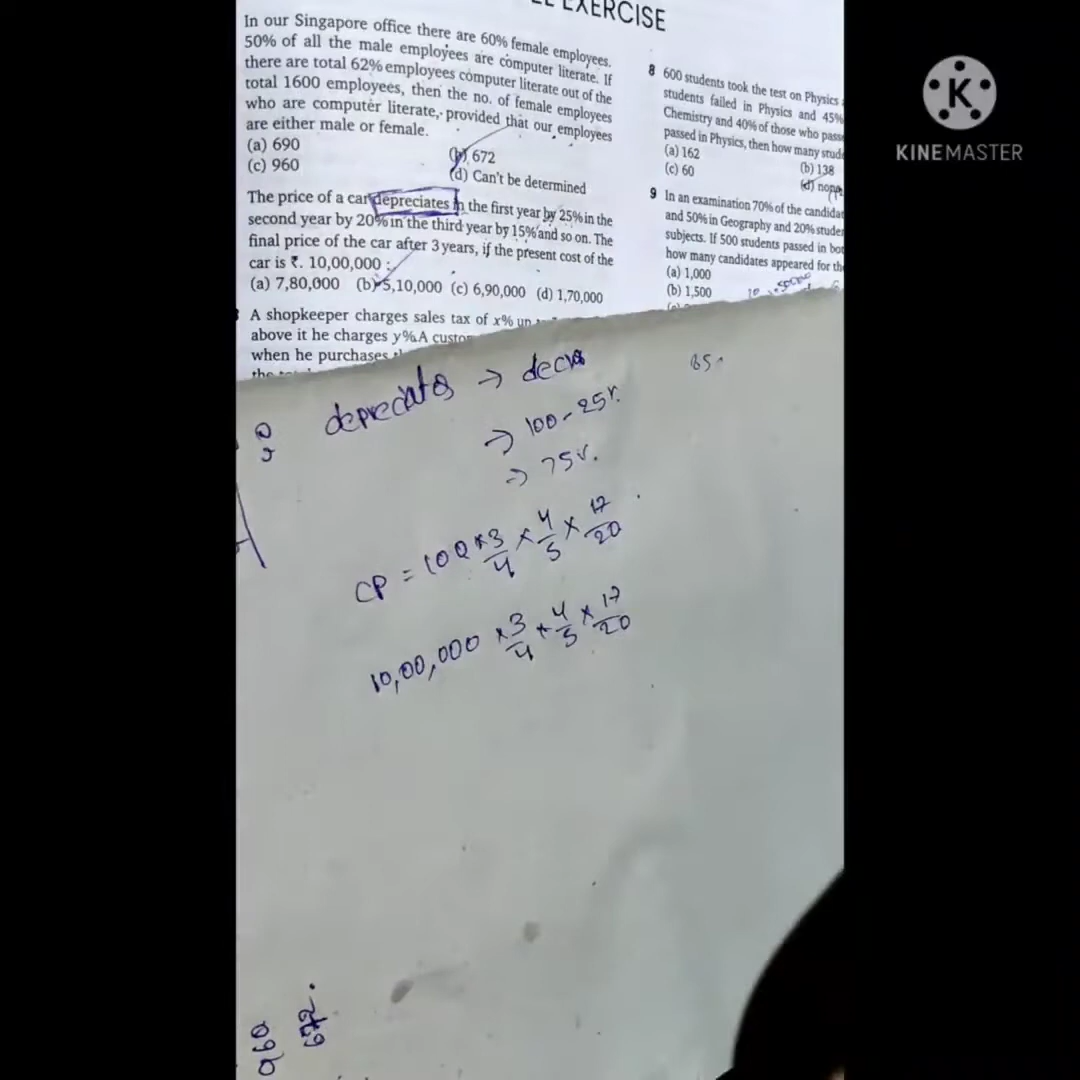 EXERCISE
In our Singapore office there are 60% female employees.
50% of all the male employees are computer literate. If
there are total 62% employees computer literate out of the
total 1600 employees, then the no. of female employees
who are computer literate, provided that our employees
are either male or female.
(a) 690
(b) 672
(c) 960
(d) Can't be determined
The price of a car depreciates in the first year by 25% in the
second year by 20% in the third year by 15% and so on. The
final price of the car after 3 years, if the present cost of the
car is ₹. 10,00,000 :
(a) 7,80,000 (b) 5,10,000 (c) 6,90,000 (d) 1,70,000
A shopkeeper charges sales tax of x%
above it he charges y%. A
when he purchases
8 600 students took the test on Physics
students failed in Physics and 45%
Chemistry and 40% of those who
passed in Physics, then how many
(a) 162
(b) 138
(c) 60
(d) none
9 In an examination 70% of the
and 50% in Geography and 20%
subjects. If 500 students passed in
how many candidates appeared for
(a) 1,000
(b) 1,500
depreciates →
→ 100 - 25%
→ 75%.
CP = 100 × 3/4 × 4/5 × 17/20
10,00,000 × 3/4 × 4/5 × 17/20
960
672.
K
KINEMASTER